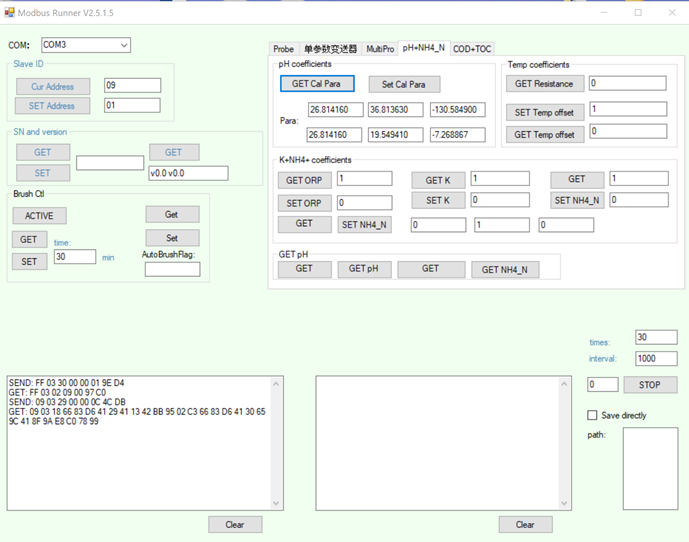 Modbus Runner V2.5.1.5
COM: COM3
Slave ID
Cur Address 09
SET Address 01
SN and version
GET GET
SET v0.0 v0.0
Brush Ctl
ACTIVE Get
GET time: Set
SET 30 min AutoBrushFlag:
Probe 单参数变送器 MultiPro pH+NH4_N COD+TOC
pH coefficients
GET Cal Para Set Cal Para
Para: 26.814160 36.813630 -130.584900
26.814160 19.549410 -7.268867
Temp coefficients
GET Resistance 0
SET Temp offset 1
GET Temp offset 0
K+NH4+ coefficients
GET ORP 1 GET K 1 GET 1
SET ORP 0 SET K 0 SET NH4_N 0
GET SET NH4_N 0 1 0
GET pH
GET GET pH GET GET NH4_N
times: 30
interval: 1000
0 STOP
Save directly
path:
SEND: FF 03 30 00 00 01 9E D4
GET: FF 03 02 09 00 97 C0
SEND: 09 03 29 00 00 0C 4C DB
GET: 09 03 18 66 83 D6 41 29 41 13 42 BB 95 02 C3 66 83 D6 41 30 65
9C 41 8F 9A E8 C0 78 99
Clear Clear